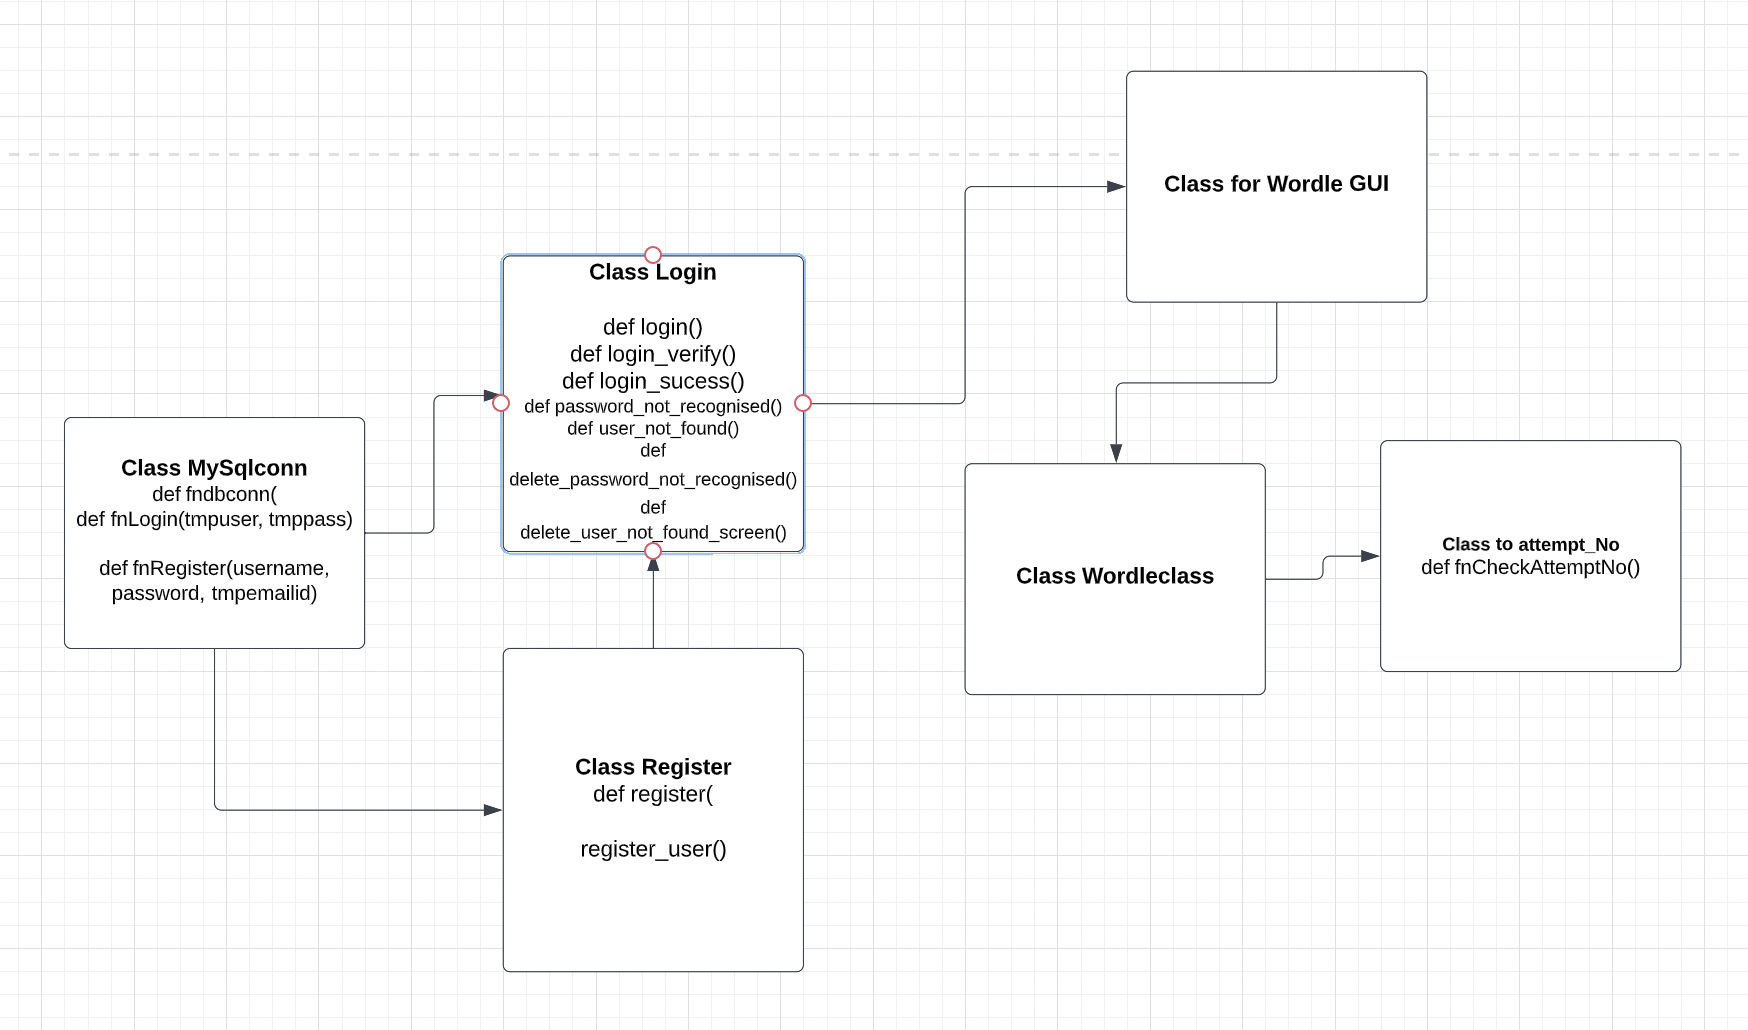 Class MySqlconn
def fndbconn(
def fnLogin(tmpuser, tmppass)
def fnRegister(username,
password, tmpemailid)
Class Login
def login()
def login_verify()
def login_sucess()
def password_not_recognised()
def user_not_found()
def
delete_password_not_recognised()
def
delete_user_not_found_screen()
Class Register
def register(
register_user()
Class for Wordle GUI
Class Wordleclass
Class to attempt_No
def fnCheckAttemptNo()